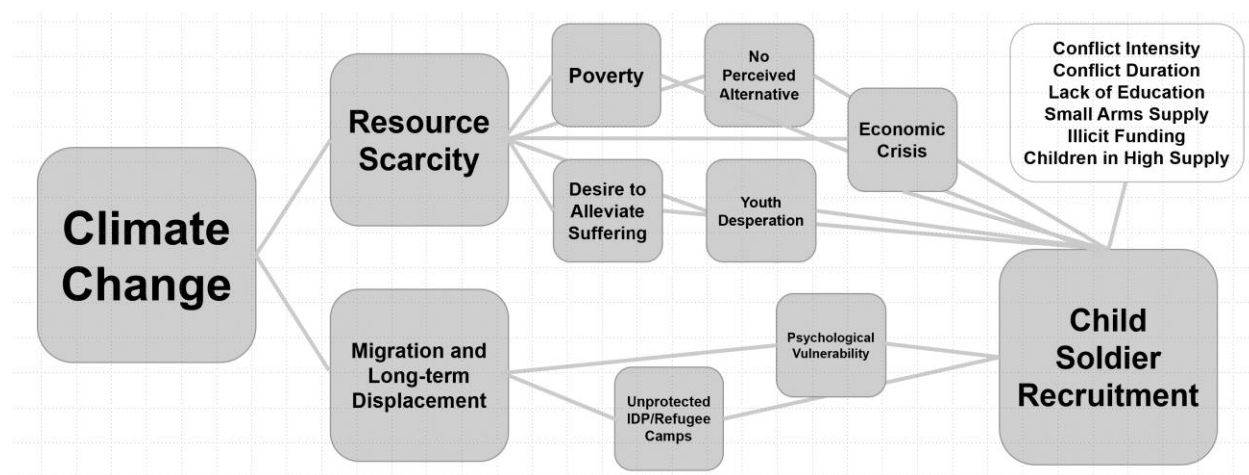 Climate
Change
Resource
Scarcity
Migration and
Long-term
Displacement
Poverty
No
Perceived
Alternative
Economic
Crisis
Desire to
Alleviate
Suffering
Youth
Desperation
Psychological
Vulnerability
Unprotected
IDP/Refugee
Camps
Conflict Intensity
Conflict Duration
Lack of Education
Small Arms Supply
Illicit Funding
Children in High Supply
Child
Soldier
Recruitment